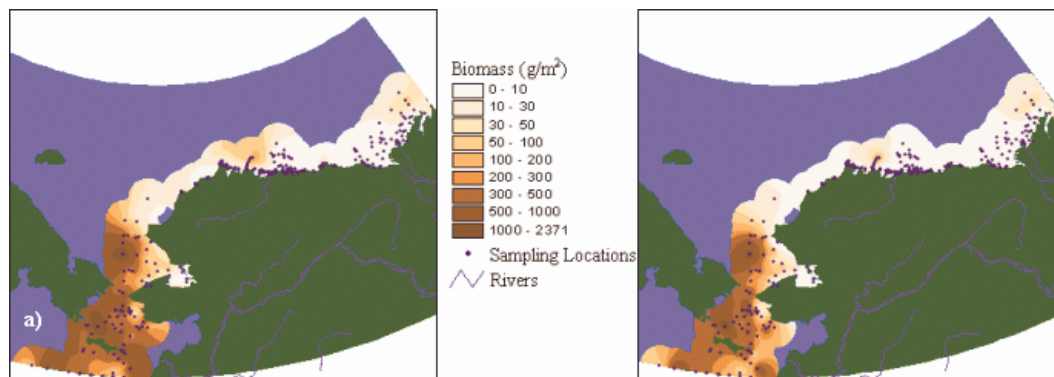 Biomass (g/m²)
0 - 10
10 - 30
30 - 50
50 - 100
100 - 200
200 - 300
300 - 500
500 - 1000
1000 - 2371
Sampling Locations
Rivers
a)